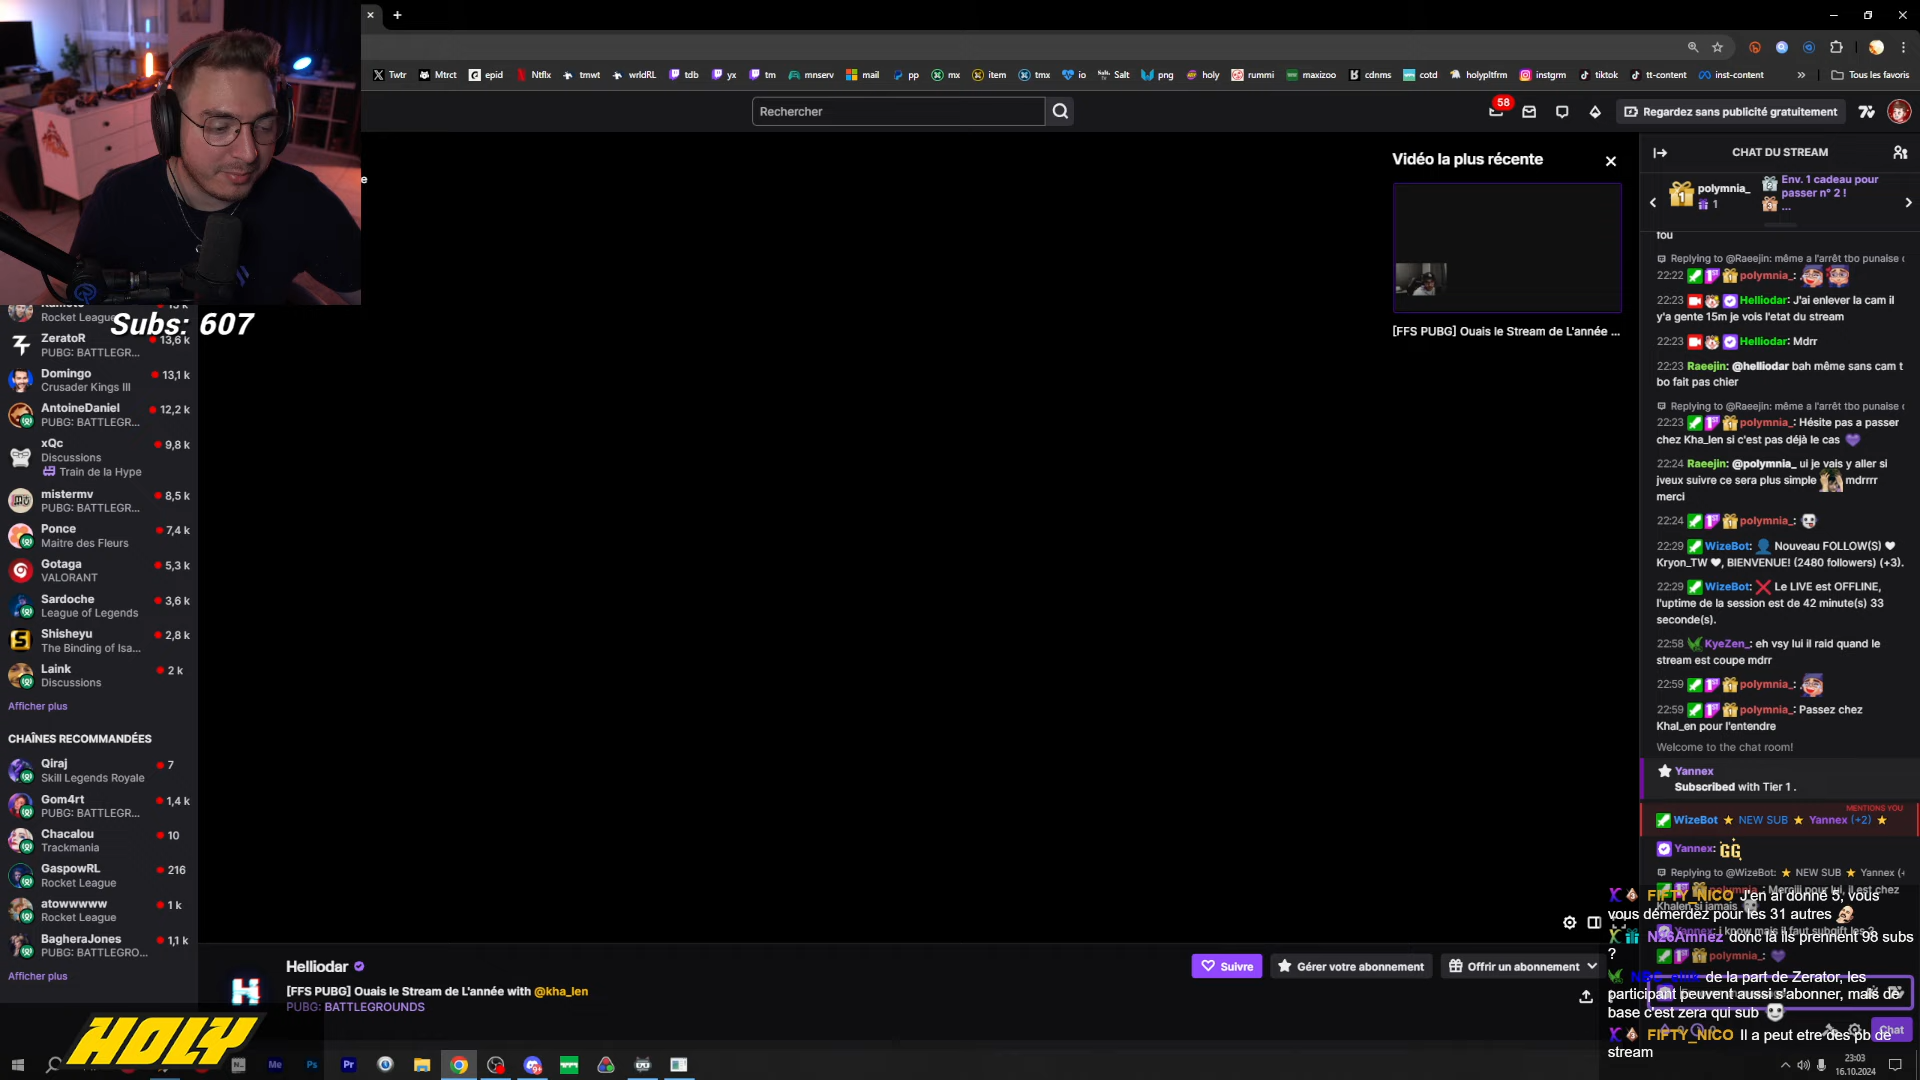 Twtr
Mtrct
epid
Ntflx
tmwt
wrldRL
tdb
yx
tm
mnserv
mail
pp
mx
item
tmx
io
Salt
png
holy
rummi
maxizoo
cdnms
cotd
holypltfrm
instgrm
tiktok
tt-content
inst-content
Tous les favoris
Rechercher
58
Regardez sans publicité gratuitement
e
Subs: 607
Rocket League
ZeratoR
13,6 k
PUBG: BATTLEGR...
Domingo
13,1 k
Crusader Kings III
AntoineDaniel
12,2 k
PUBG: BATTLEGR...
xQc
9,8 k
Discussions
Train de la Hype
mistermv
8,5 k
PUBG: BATTLEGR...
Ponce
7,4 k
Maitre des Fleurs
Gotaga
5,3 k
VALORANT
Sardoche
3,6 k
League of Legends
Shisheyu
2,8 k
The Binding of Isa...
Laink
2 k
Discussions
Afficher plus
CHAÎNES RECOMMANDÉES
Qiraj
7
Skill Legends Royale
Gom4rt
1,4 k
PUBG: BATTLEGR...
Chacalou
10
Trackmania
GaspowRL
216
Rocket League
atowwwww
1 k
Rocket League
BagheraJones
1,1 k
PUBG: BATTLEGRO...
Afficher plus
HOLY
Vidéo la plus récente
[FFS PUBG] Ouais le Stream de L'année ...
Helliodar
[FFS PUBG] Ouais le Stream de L'année with @kha_len
PUBG: BATTLEGROUNDS
Suivre
Gérer votre abonnement
Offrir un abonnement
CHAT DU STREAM
polymnia_
1
Env. 1 cadeau pour
passer n° 2 !
...
fou
Replying to @Raeejin: même a l'arrêt tbo punaise
22:22 polymnia_:
22:23 Helliodar: J'ai enlever la cam il
y'a gente 15m je vois l'etat du stream
22:23 Helliodar: Mdrr
22:23 Raeejin: @helliodar bah même sans cam t
bo fait pas chier
Replying to @Raeejin: même a l'arrêt tbo punaise
22:23 polymnia_: Hésite pas a passer
chez Kha_len si c'est pas déjà le cas
22:24 Raeejin: @polymnia_ ui je vais y aller si
jveux suivre ce sera plus simple mdrrrr
merci
22:24 polymnia_:
22:29 WizeBot: Nouveau FOLLOW(S)
Kryon_TW, BIENVENUE! (2480 followers) (+3).
22:29 WizeBot: Le LIVE est OFFLINE,
l'uptime de la session est de 42 minute(s) 33
seconde(s).
22:58 KyeZen_: eh vsy lui il raid quand le
stream est coupe mdrr
22:59 polymnia_:
22:59 polymnia_: Passez chez
Khal_en pour l'entendre
Welcome to the chat room!
Yannex
Subscribed with Tier 1 .
MENTIONS YOU
WizeBot ★ NEW SUB ★ Yannex (+2) ★
Yannex: GG
Replying to @WizeBot: ★ NEW SUB ★ Yannex
FIFTY_NICO J'en ai donné 5, vous
vous démerdez pour les 31 autres
N26Amnez donc là ils prennent 98 subs
?
polymnia_:
de la part de Zerator, les
participant peuvent aussi s'abonner, mais de
base c'est zera qui sub
Chat
FIFTY_NICO Il a peut etre des pb de
stream
Me
Ps
Pr
9+
23:03
16.10.2024